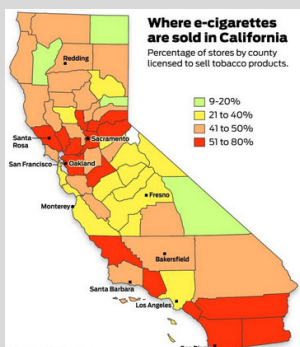 Where e-cigarettes
are sold in California
Percentage of stores by county
licensed to sell tobacco products.
9-20%
21 to 40%
41 to 50%
51 to 80%
Redding
Santa
Rosa
Sacramento
San Francisco
Oakland
Monterey
Fresno
Bakersfield
Santa Barbara
Los Angeles